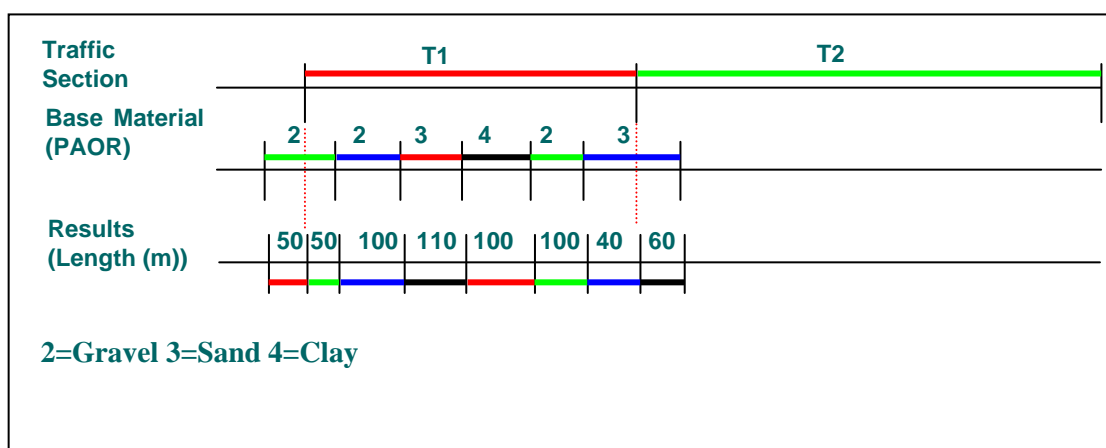 Traffic Section
T1 T2
Base Material (PAOR)
2 2 3 4 2 3
Results (Length (m))
50 50 100 110 100 100 40 60
2=Gravel 3=Sand 4=Clay